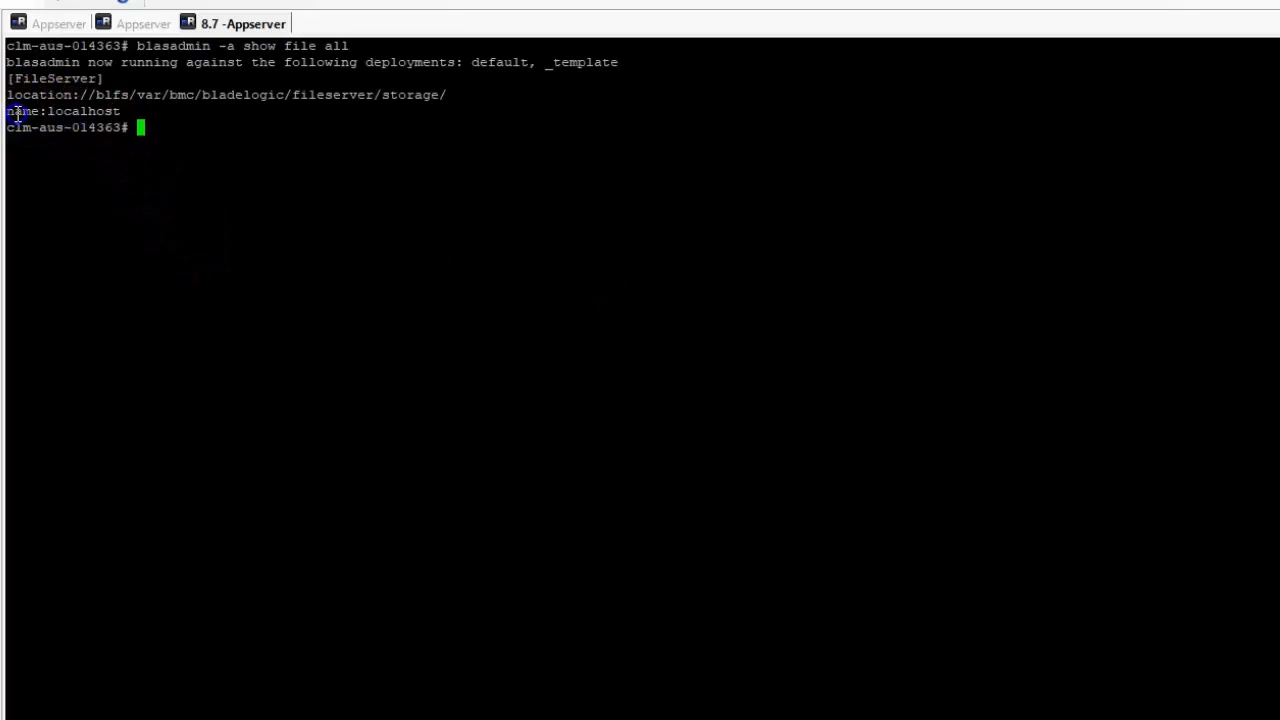 Appserver Appserver 8.7 -Appserver
clm-aus-014363# blasadmin -a show file all
blasadmin now running against the following deployments: default, _template
[FileServer]
location://blfs/var/bmc/bladelogic/fileserver/storage/
name:localhost
clm-aus-014363#